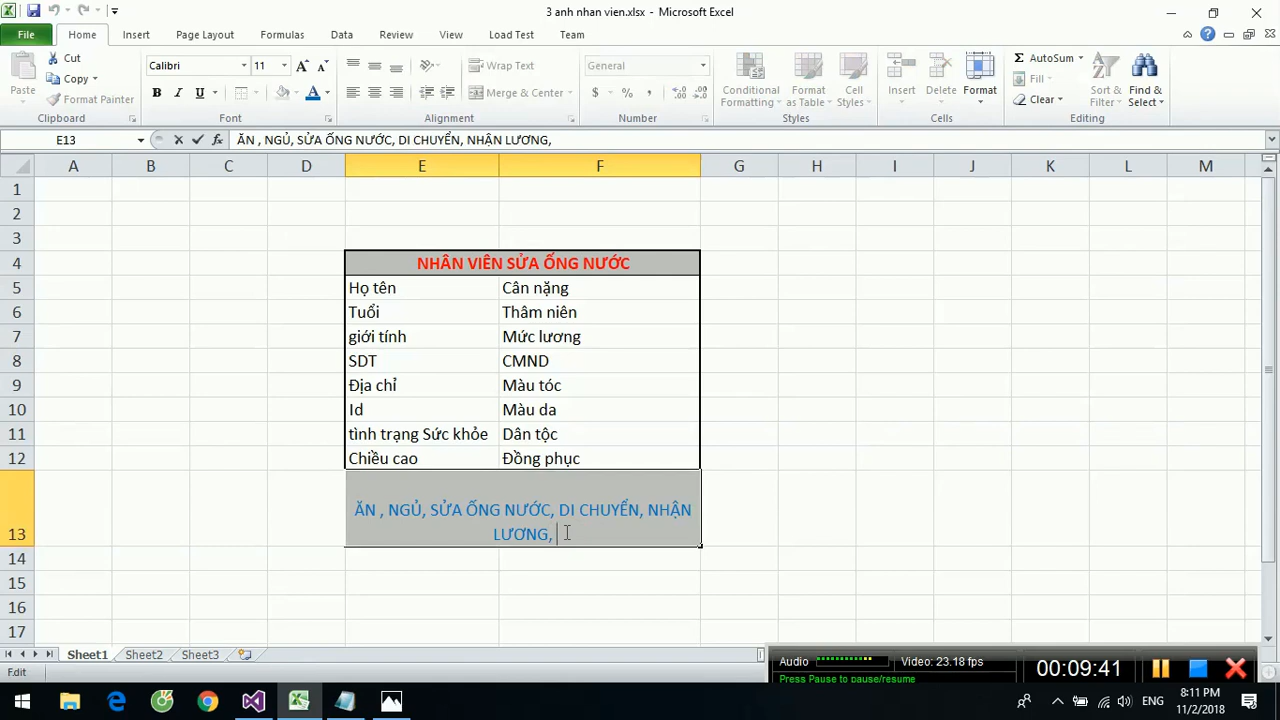 3 anh nhan vien.xlsx - Microsoft Excel
File Home Insert Page Layout Formulas Data Review View Load Test Team
Paste Cut Copy Format Painter Clipboard
Calibri 11 A A B I U A Font
Wrap Text Merge & Center Alignment
General $ % , Number
Conditional Formatting Format as Table Cell Styles Styles
Insert Delete Format Cells
AutoSum Fill Clear Sort & Filter Find & Select Editing
E13 fx ĂN , NGỦ, SỬA ỐNG NƯỚC, DI CHUYỂN, NHẬN LƯƠNG,
A B C D E F G H I J K L M
1
2
3
4 NHÂN VIÊN SỬA ỐNG NƯỚC
5 Họ tên Cân nặng
6 Tuổi Thâm niên
7 giới tính Mức lương
8 SDT CMND
9 Địa chỉ Màu tóc
10 Id Màu da
11 tình trạng Sức khỏe Dân tộc
12 Chiều cao Đồng phục
ĂN , NGỦ, SỬA ỐNG NƯỚC, DI CHUYỂN, NHẬN
13 LƯƠNG,
14
15
16
17
Sheet1 Sheet2 Sheet3
Edit
Audio Video: 23.18 fps
Press Pause to pause/resume
00:09:41
ENG 8:11 PM
11/2/2018